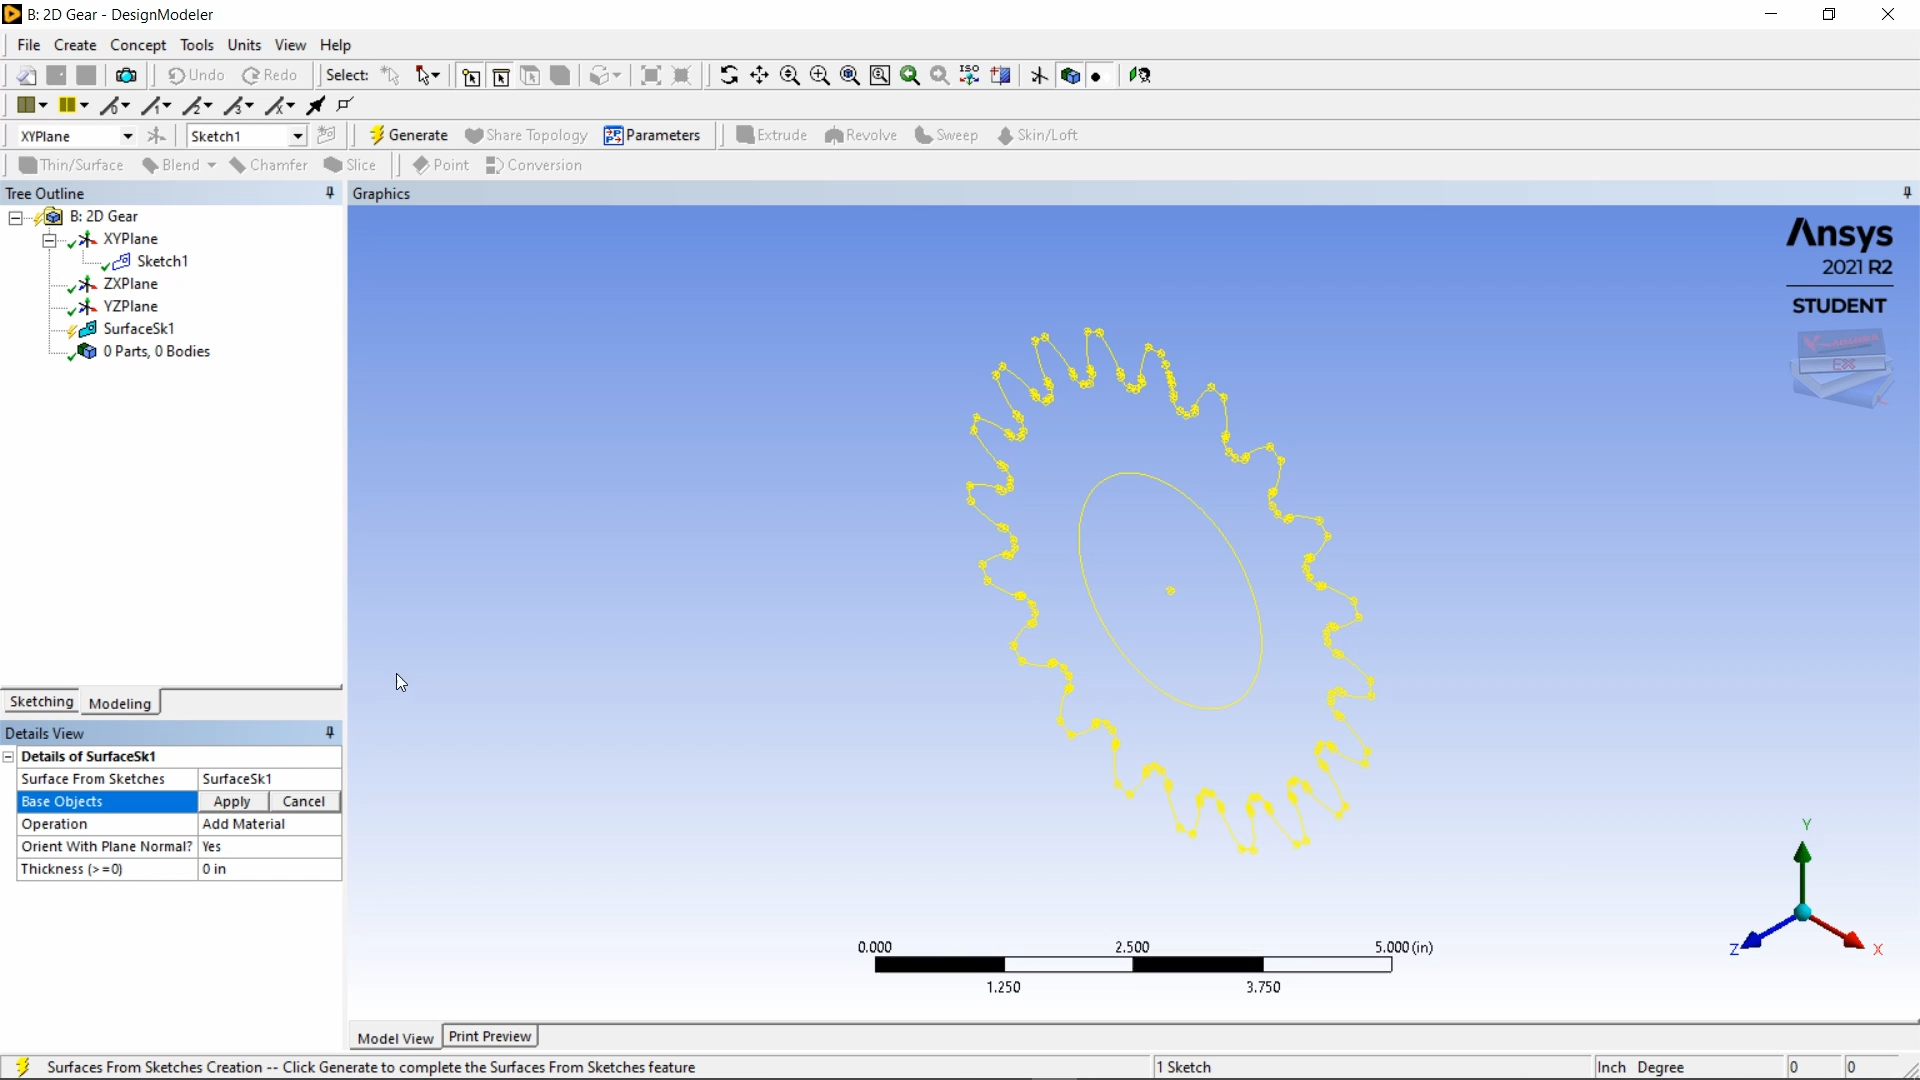 B: 2D Gear - DesignModeler
File Create Concept Tools Units View Help
Undo Redo Select: ISO
XYPlane Sketch1 Generate Share Topology Parameters Extrude Revolve Sweep Skin/Loft
Thin/Surface Blend Chamfer Slice Point Conversion
Tree Outline
B: 2D Gear
XYPlane
Sketch1
ZXPlane
YZPlane
SurfaceSk1
0 Parts, 0 Bodies
Sketching Modeling
Details View
Details of SurfaceSk1
Surface From Sketches SurfaceSk1
Base Objects Apply Cancel
Operation Add Material
Orient With Plane Normal? Yes
Thickness (>=0) 0 in
Graphics
Ansys
2021 R2
STUDENT
0.000 2.500 5.000 (in)
1.250 3.750
Y
Z X
Model View Print Preview
Surfaces From Sketches Creation -- Click Generate to complete the Surfaces From Sketches feature 1 Sketch Inch Degree 0 0